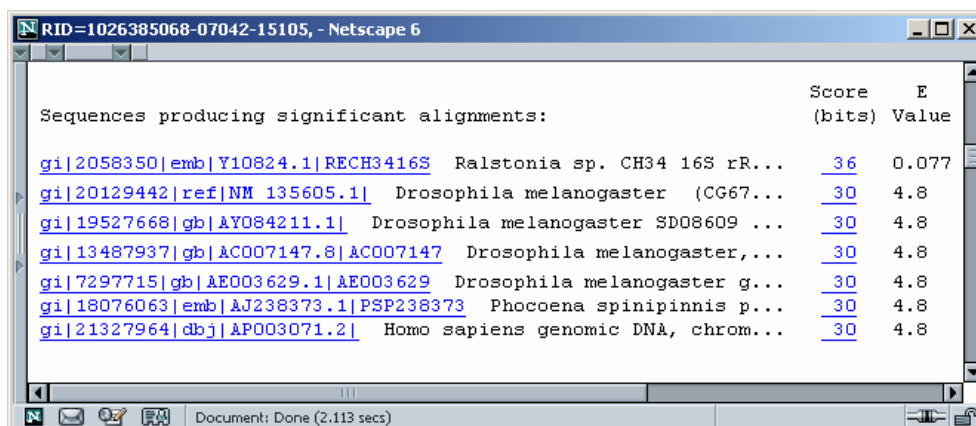 RID=1026385068-07042-15105, - Netscape 6
Score E
Sequences producing significant alignments: (bits) Value
gi|2058350|emb|Y10824.1|RECH3416S Ralstonia sp. CH34 16S rR... 36 0.077
gi|20129442|ref|NM 135605.1| Drosophila melanogaster (CG67... 30 4.8
gi|19527668|gb|AY084211.1| Drosophila melanogaster SD08609 ... 30 4.8
gi|13487937|gb|AC007147.8|AC007147 Drosophila melanogaster,... 30 4.8
gi|7297715|gb|AE003629.1|AE003629 Drosophila melanogaster g... 30 4.8
gi|18076063|emb|AJ238373.1|PSP238373 Phocoena spinipinnis p... 30 4.8
gi|21327964|dbj|AP003071.2| Homo sapiens genomic DNA, chrom... 30 4.8
Document: Done (2.113 secs)